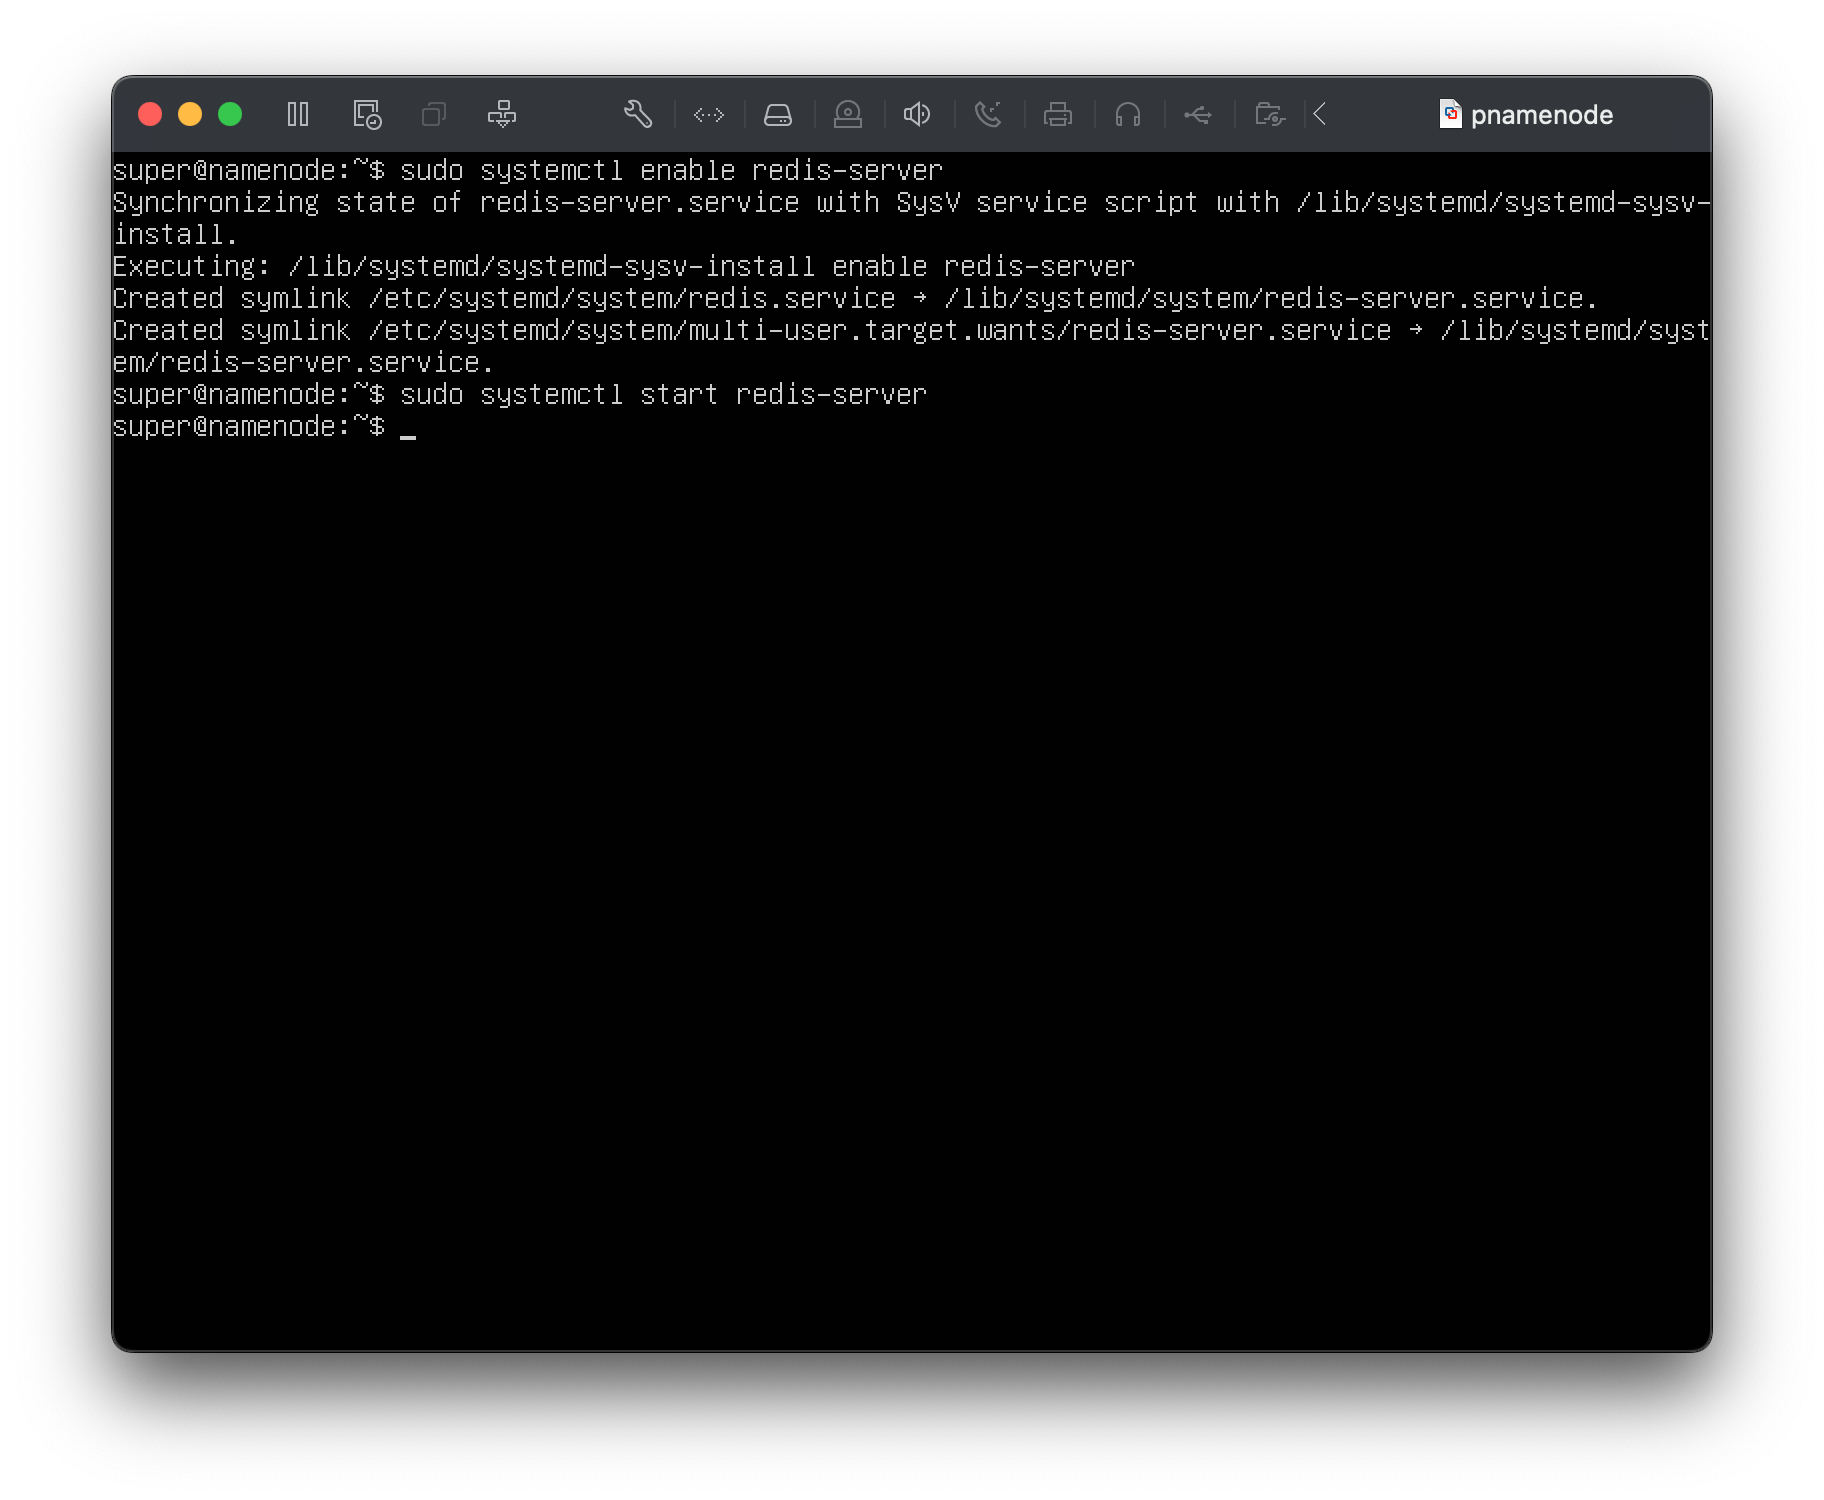 pnamenode
super@namenode:~$ sudo systemctl enable redis-server
Synchronizing state of redis-server.service with SysV service script with /lib/systemd/systemd-sysv-
install.
Executing: /lib/systemd/systemd-sysv-install enable redis-server
Created symlink /etc/systemd/system/redis.service → /lib/systemd/system/redis-server.service.
Created symlink /etc/systemd/system/multi-user.target.wants/redis-server.service → /lib/systemd/syst
em/redis-server.service.
super@namenode:~$ sudo systemctl start redis-server
super@namenode:~$ _